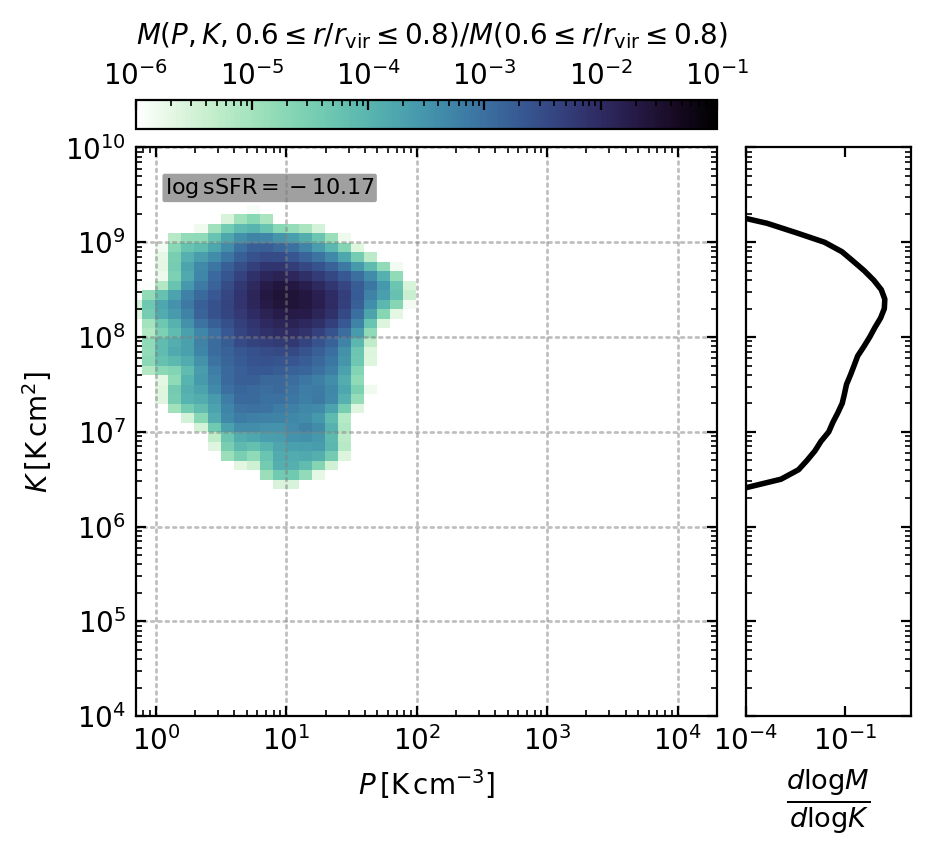 M(P, K, 0.6 ≤ r/r_vir ≤ 0.8)/M(0.6 ≤ r/r_vir ≤ 0.8)
10^−6 10^−5 10^−4 10^−3 10^−2 10^−1
10^10
log sSFR = −10.17
10^9
10^8
10^7
10^6
10^5
10^4
K [K cm^2]
10^0 10^1 10^2 10^3 10^4 10^−4 10^−1
P [K cm^−3]
dlogM
dlogK